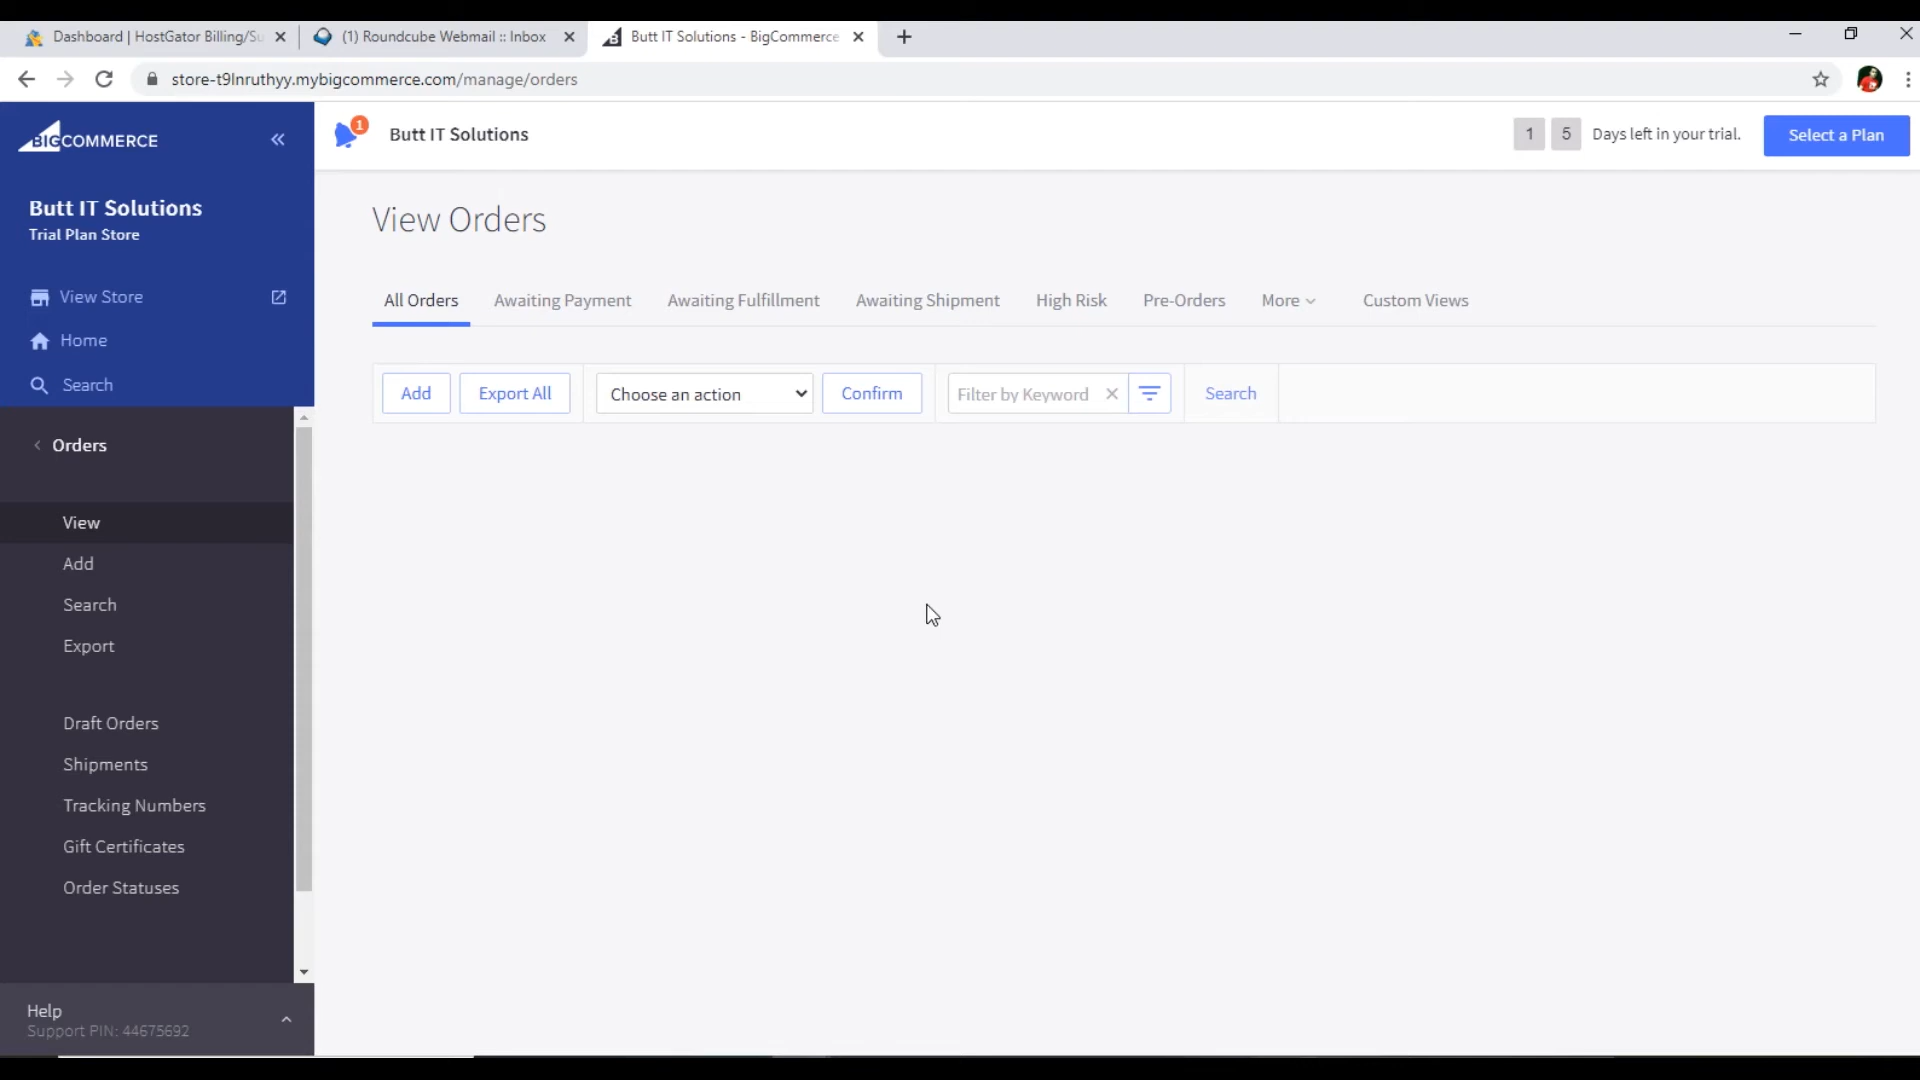 Dashboard | HostGator Billing/Su
(1) Roundcube Webmail :: Inbox
Butt IT Solutions - BigCommerce
store-t9lnruthyy.mybigcommerce.com/manage/orders
BIGCOMMERCE
1
Butt IT Solutions
1 5 Days left in your trial.
Select a Plan
Butt IT Solutions
Trial Plan Store
View Store
Home
Search
Orders
View
Add
Search
Export
Draft Orders
Shipments
Tracking Numbers
Gift Certificates
Order Statuses
Help
Support PIN: 44675692
View Orders
All Orders Awaiting Payment Awaiting Fulfillment Awaiting Shipment High Risk Pre-Orders More Custom Views
Add Export All Choose an action Confirm Filter by Keyword Search